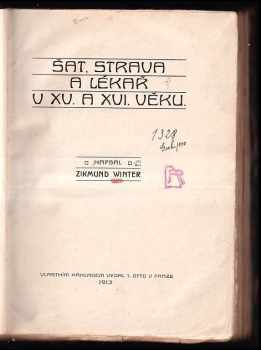 ŠAT, STRAVA
A LÉKAŘ
V XV. A XVI. VĚKU.
1328
NAPSAL
ZIKMUND WINTER
VLASTNÍM NÁKLADEM VYDAL J. OTTO V PRAZE
1913